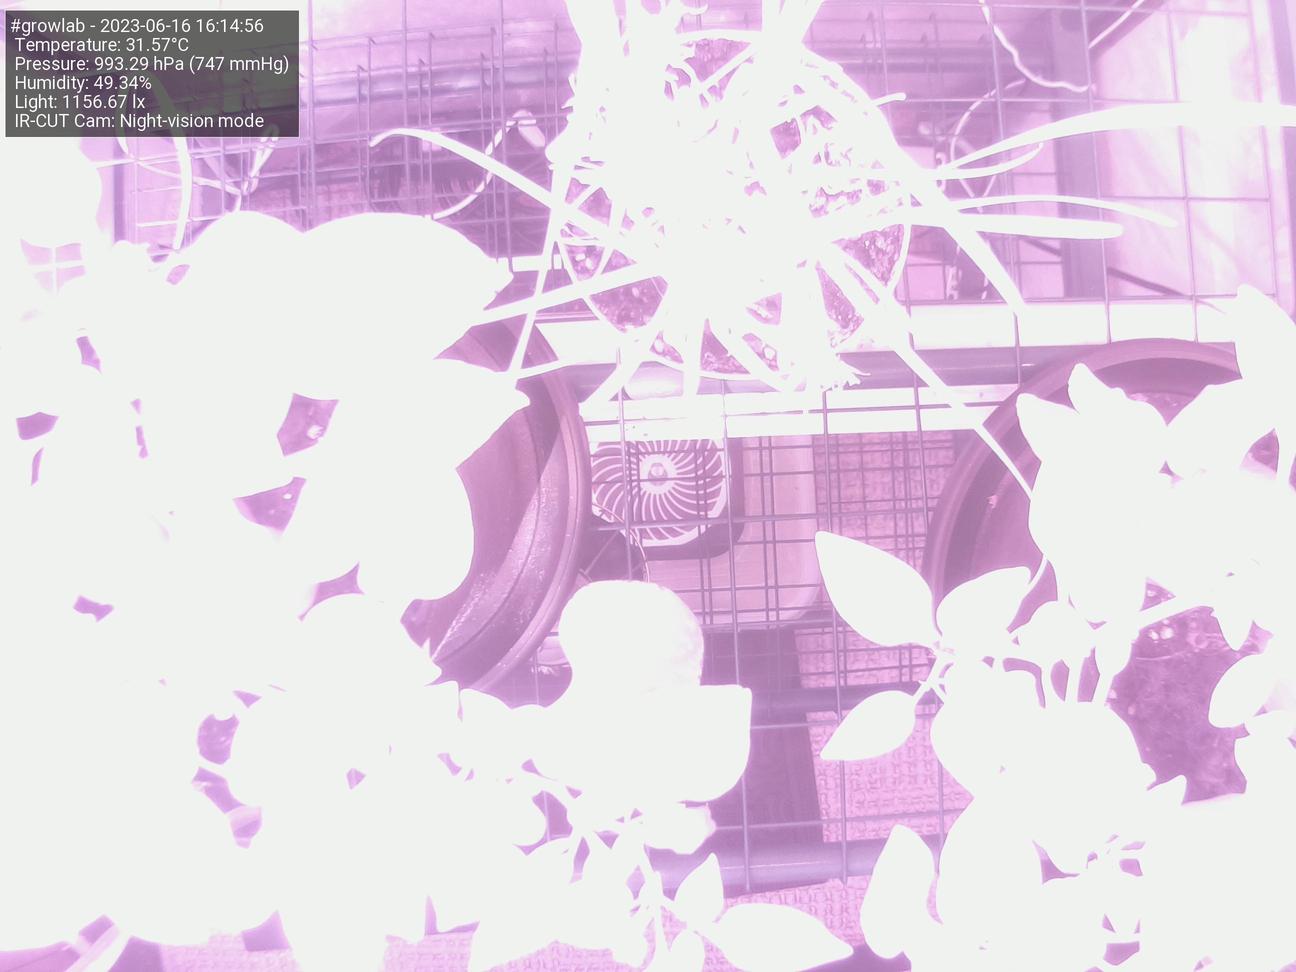 #growlab - 2023-06-16 16:14:56
Temperature: 31.57°C
Pressure: 993.29 hPa (747 mmHg)
Humidity: 49.34%
Light: 1156.67 lx
IR-CUT Cam: Night-vision mode